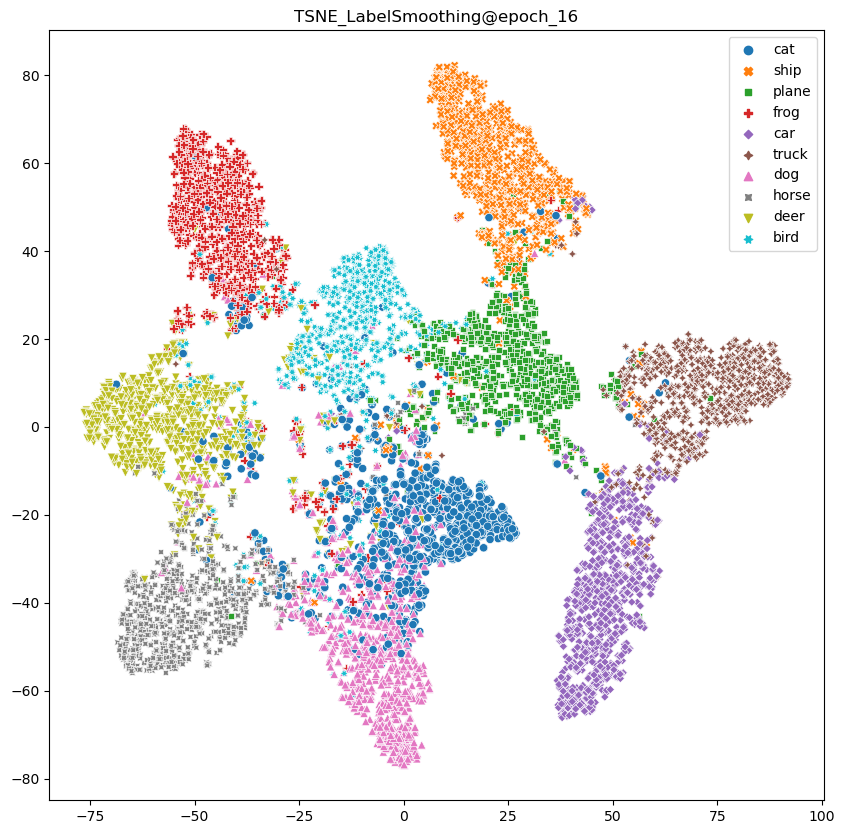 TSNE_LabelSmoothing@epoch_16
cat
ship
plane
frog
car
truck
dog
horse
deer
bird
80
60
40
20
0
−20
−40
−60
−80
−75
−50
−25
0
25
50
75
100